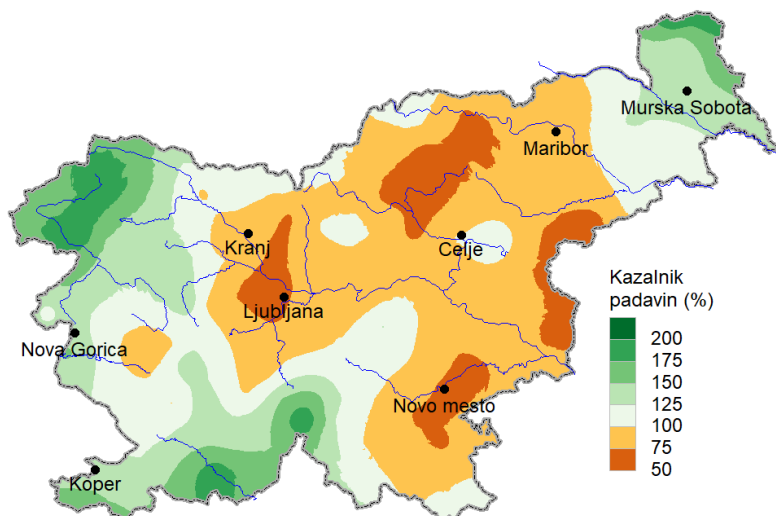 Murska Sobota
Maribor
Kranj
Celje
Ljubljana
Nova Gorica
Novo mesto
Koper
Kazalnik
padavin (%)
200
175
150
125
100
75
50